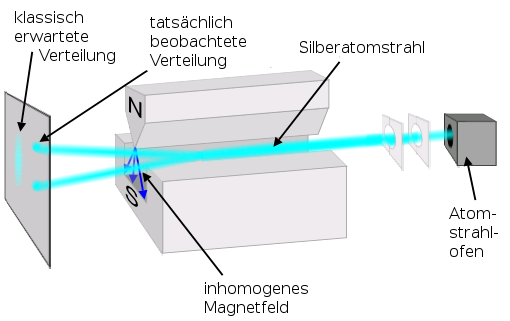 klassisch
erwartete
Verteilung
tatsächlich
beobachtete
Verteilung
Silberatomstrahl
N
S
Atom-
strahl-
ofen
inhomogenes
Magnetfeld